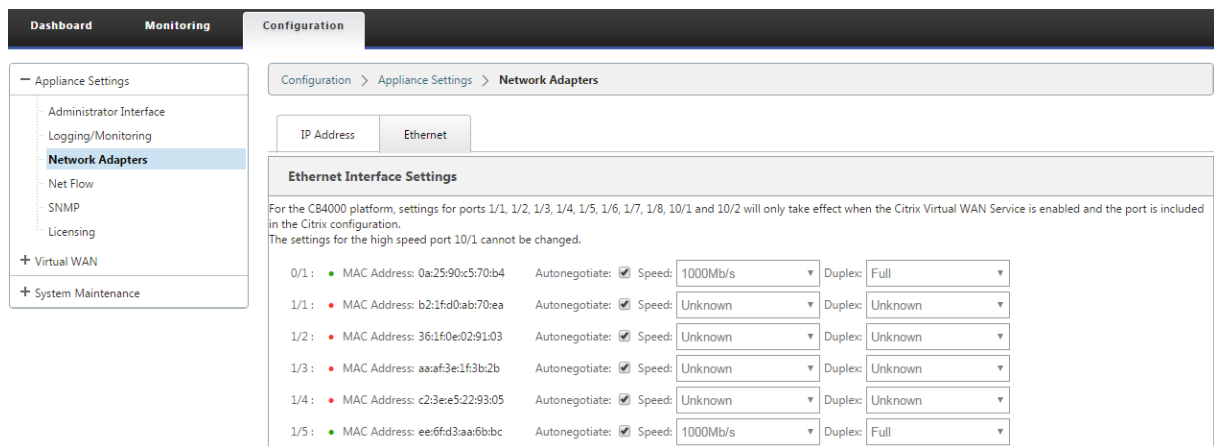 Dashboard Monitoring Configuration
Appliance Settings
Administrator Interface
Logging/Monitoring
Network Adapters
Net Flow
SNMP
Licensing
Virtual WAN
System Maintenance
Configuration > Appliance Settings > Network Adapters
IP Address Ethernet
Ethernet Interface Settings
For the CB4000 platform, settings for ports 1/1, 1/2, 1/3, 1/4, 1/5, 1/6, 1/7, 1/8, 10/1 and 10/2 will only take effect when the Citrix Virtual WAN Service is enabled and the port is included
in the Citrix configuration.
The settings for the high speed port 10/1 cannot be changed.
0/1 : MAC Address: 0a:25:90:c5:70:b4 Autonegotiate: Speed: 1000Mb/s Duplex: Full
1/1 : MAC Address: b2:1f:d0:ab:70:ea Autonegotiate: Speed: Unknown Duplex: Unknown
1/2 : MAC Address: 36:1f:0e:02:91:03 Autonegotiate: Speed: Unknown Duplex: Unknown
1/3 : MAC Address: aa:af:3e:1f:3b:2b Autonegotiate: Speed: Unknown Duplex: Unknown
1/4 : MAC Address: c2:3e:e5:22:93:05 Autonegotiate: Speed: Unknown Duplex: Unknown
1/5 : MAC Address: ee:6f:d3:aa:6b:bc Autonegotiate: Speed: 1000Mb/s Duplex: Full